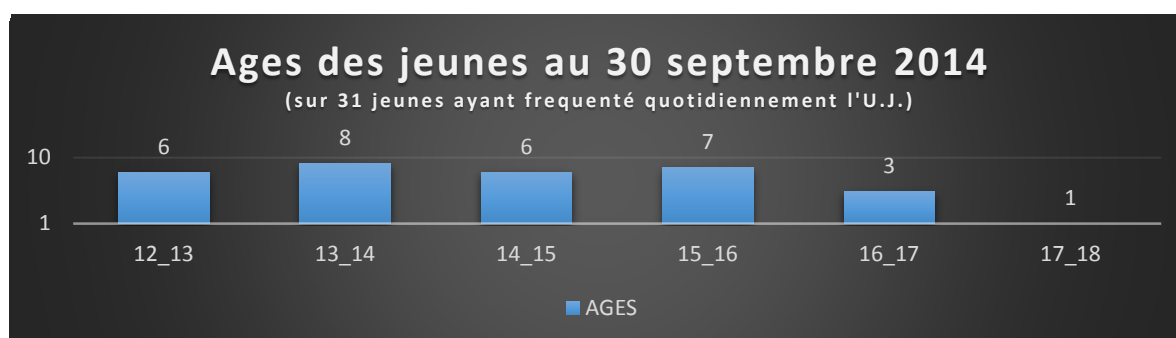 Ages des jeunes au 30 septembre 2014
(sur 31 jeunes ayant frequenté quotidiennement l'U.J.)
6 8 6 7 3 1
10
1
12_13 13_14 14_15 15_16 16_17 17_18
AGES